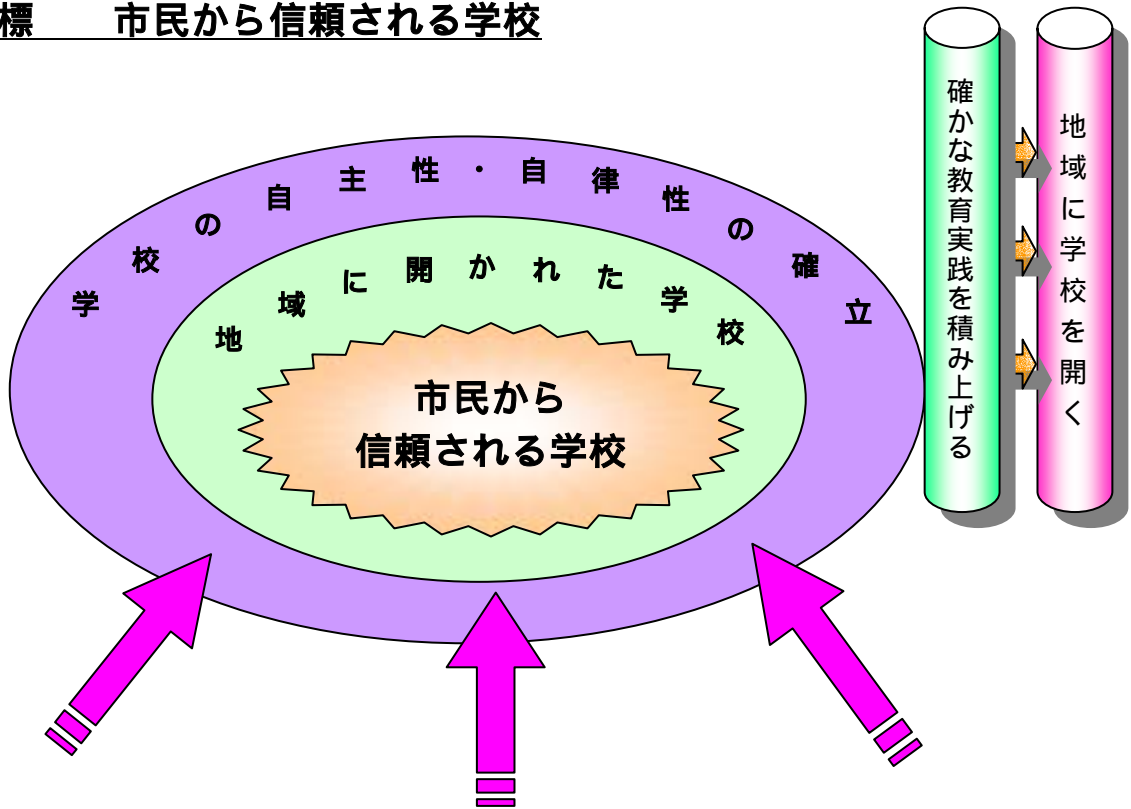 標　　市民から信頼される学校
学校の自主性・自律性の確立
地域に開かれた学校
市民から
信頼される学校
確かな教育実践を積み上げる
地域に学校を開く